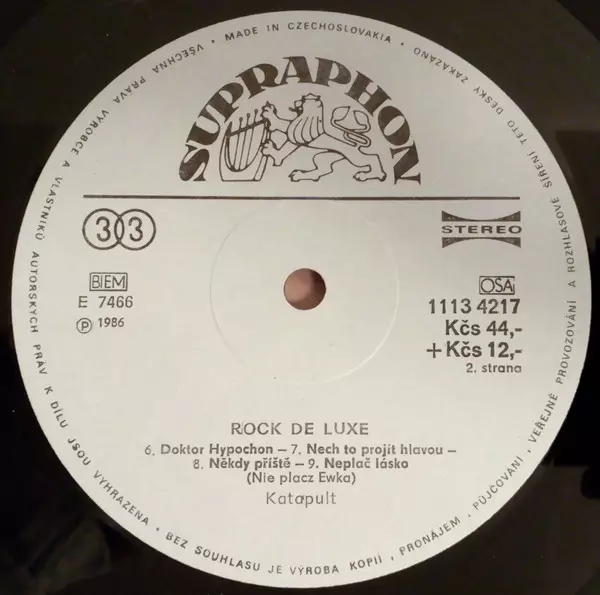 VŠECHNA PRÁVA VÝROBCE A VLASTNÍKŮ AUTORSKÝCH PRÁV K DÍLU JSOU VYHRAZENA • BEZ SOUHLASU JE VÝROBA KOPIÍ, PRONÁJEM, PŮJČOVÁNÍ, VEŘEJNÉ PROVOZOVÁNÍ A ROZHLASOVÉ ŠÍŘENÍ TÉTO DESKY ZAKÁZÁNO • MADE IN CZECHOSLOVAKIA •
SUPRAPHON
33
STEREO
BIEM
OSA
E 7466
1113 4217
Ⓟ 1986
Kčs 44,-
+Kčs 12,-
2. strana
ROCK DE LUXE
6. Doktor Hypochon – 7. Nech to projít hlavou –
8. Někdy příště – 9. Neplač lásko
(Nie placz Ewka)
Katapult